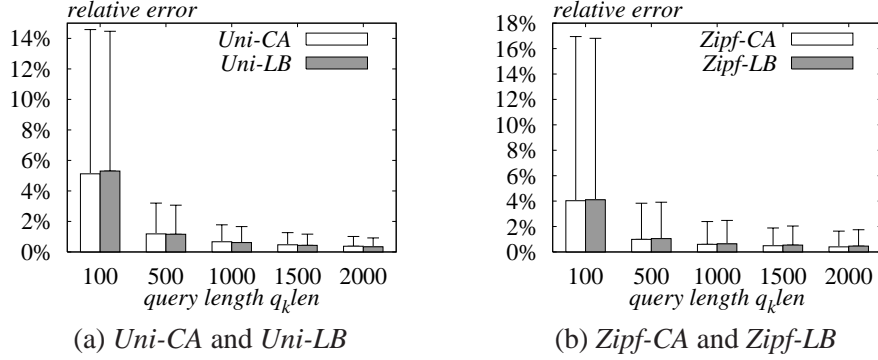 relative error
14%
12%
10%
8%
6%
4%
2%
0%
Uni-CA
Uni-LB
100 500 1000 1500 2000
query length qklen
(a) Uni-CA and Uni-LB
relative error
18%
16%
14%
12%
10%
8%
6%
4%
2%
0%
Zipf-CA
Zipf-LB
100 500 1000 1500 2000
query length qklen
(b) Zipf-CA and Zipf-LB